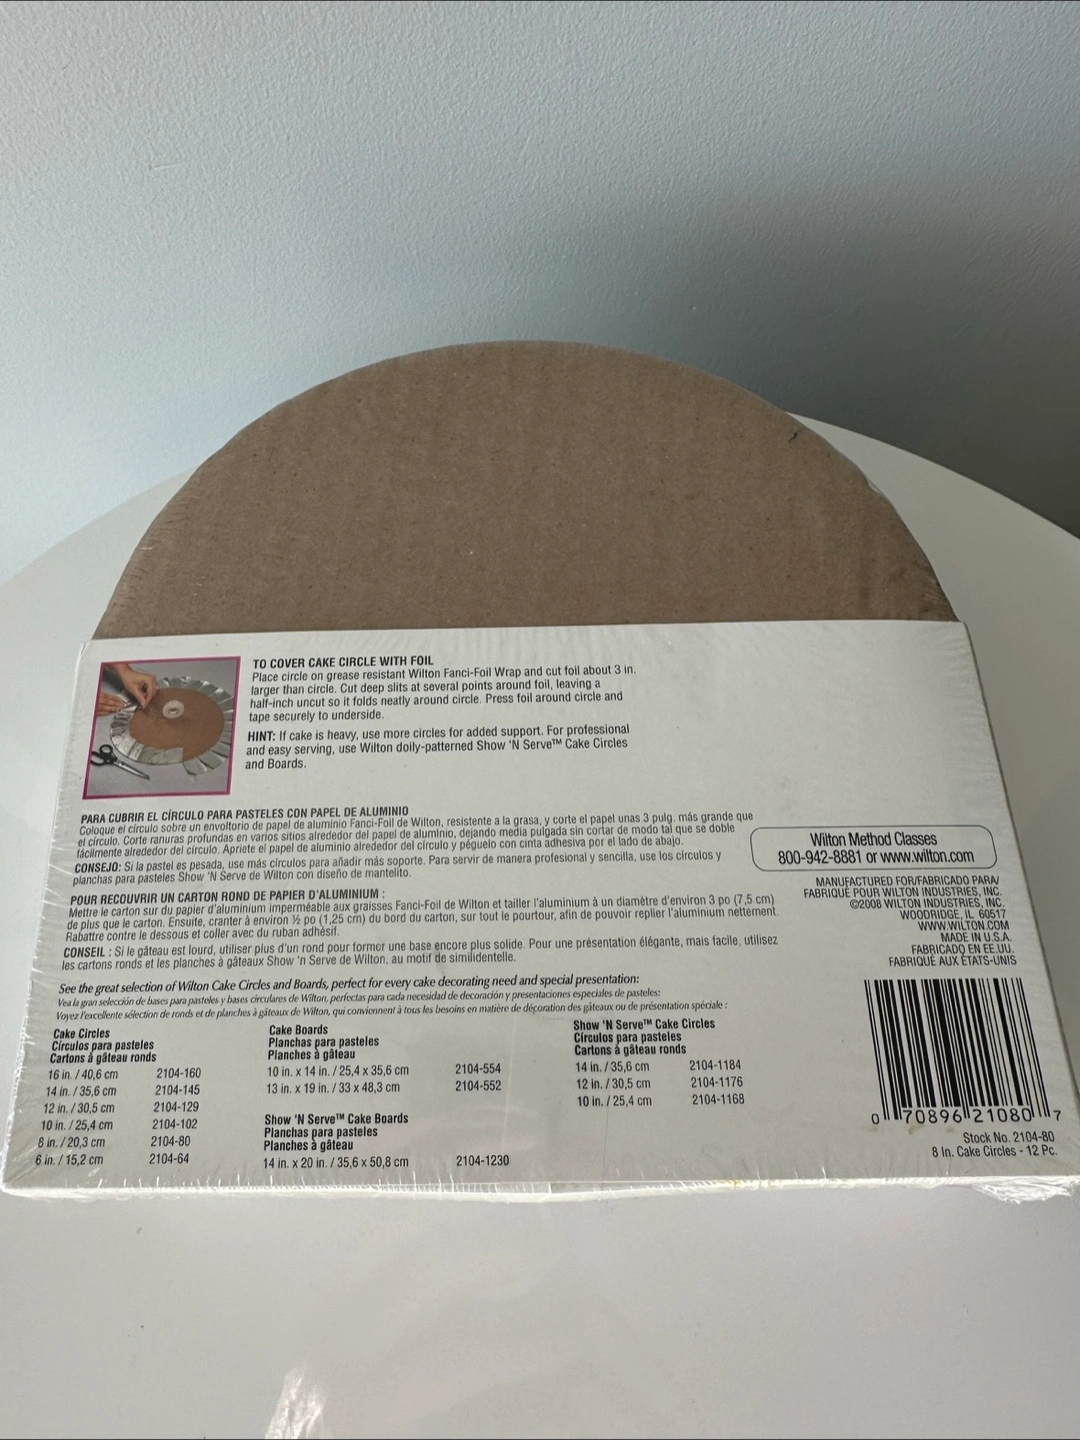 TO COVER CAKE CIRCLE WITH FOIL
Place circle on grease resistant Wilton Fanci-Foil Wrap and cut foil about 3 in.
larger than circle. Cut deep slits at several points around foil, leaving a
half-inch uncut so it folds neatly around circle. Press foil around circle and
tape securely to underside.
HINT: If cake is heavy, use more circles for added support. For professional
and easy serving, use Wilton doily-patterned Show 'N Serve™ Cake Circles
and Boards.
PARA CUBRIR EL CÍRCULO PARA PASTELES CON PAPEL DE ALUMINIO
Coloque el círculo sobre un envoltorio de papel de aluminio Fanci-Foil de Wilton, resistente a la grasa, y corte el papel unas 3 pulg. más grande que
el círculo. Corte ranuras profundas en varios sitios alrededor del papel de aluminio, dejando media pulgada sin cortar de modo tal que se doble
fácilmente alrededor del círculo. Apriete el papel de aluminio alrededor del círculo y péguelo con cinta adhesiva por el lado de abajo.
CONSEJO: Si la pastel es pesada, use más círculos para añadir más soporte. Para servir de manera profesional y sencilla, use los círculos y
planchas para pasteles Show 'N Serve de Wilton con diseño de mantelito.
POUR RECOUVRIR UN CARTON ROND DE PAPIER D'ALUMINIUM :
Mettre le carton sur du papier d'aluminium imperméable aux graisses Fanci-Foil de Wilton et tailler l'aluminium à un diamètre d'environ 3 po (7,5 cm)
de plus que le carton. Ensuite, cranter à environ ½ po (1,25 cm) du bord du carton, sur tout le pourtour, afin de pouvoir replier l'aluminium nettement.
Rabattre contre le dessous et coller avec du ruban adhésif.
CONSEIL : Si le gâteau est lourd, utiliser plus d'un rond pour former une base encore plus solide. Pour une présentation élégante, mais facile, utilisez
les cartons ronds et les planches à gâteaux Show 'n Serve de Wilton, au motif de similidentelle.
Wilton Method Classes
800-942-8881 or www.wilton.com
MANUFACTURED FOR/FABRICADO PARA/
FABRIQUÉ POUR WILTON INDUSTRIES, INC.
©2008 WILTON INDUSTRIES, INC.
WOODRIDGE, IL 60517
WWW.WILTON.COM
MADE IN U.S.A.
FABRICADO EN EE.UU.
FABRIQUÉ AUX ÉTATS-UNIS
See the great selection of Wilton Cake Circles and Boards, perfect for every cake decorating need and special presentation:
Vea la gran selección de bases para pasteles y bases circulares de Wilton, perfectas para cada necesidad de decoración y presentaciones especiales de pasteles:
Voyez l'excellente sélection de ronds et de planches à gâteaux de Wilton, qui conviennent à tous les besoins en matière de décoration des gâteaux ou de présentation spéciale :
Cake Circles
Círculos para pasteles
Cartons à gâteau ronds
16 in. / 40,6 cm 2104-160
14 in. / 35,6 cm 2104-145
12 in. / 30,5 cm 2104-129
10 in. / 25,4 cm 2104-102
8 in. / 20,3 cm 2104-80
6 in. / 15,2 cm 2104-64
Cake Boards
Planchas para pasteles
Planches à gâteau
10 in. x 14 in. / 25,4 x 35,6 cm 2104-554
13 in. x 19 in. / 33 x 48,3 cm 2104-552
Show 'N Serve™ Cake Boards
Planchas para pasteles
Planches à gâteau
14 in. x 20 in. / 35,6 x 50,8 cm 2104-1230
Show 'N Serve™ Cake Circles
Círculos para pasteles
Cartons à gâteau ronds
14 in. / 35,6 cm 2104-1184
12 in. / 30,5 cm 2104-1176
10 in. / 25,4 cm 2104-1168
0 70896 21080 7
Stock No. 2104-80
8 In. Cake Circles - 12 Pc.